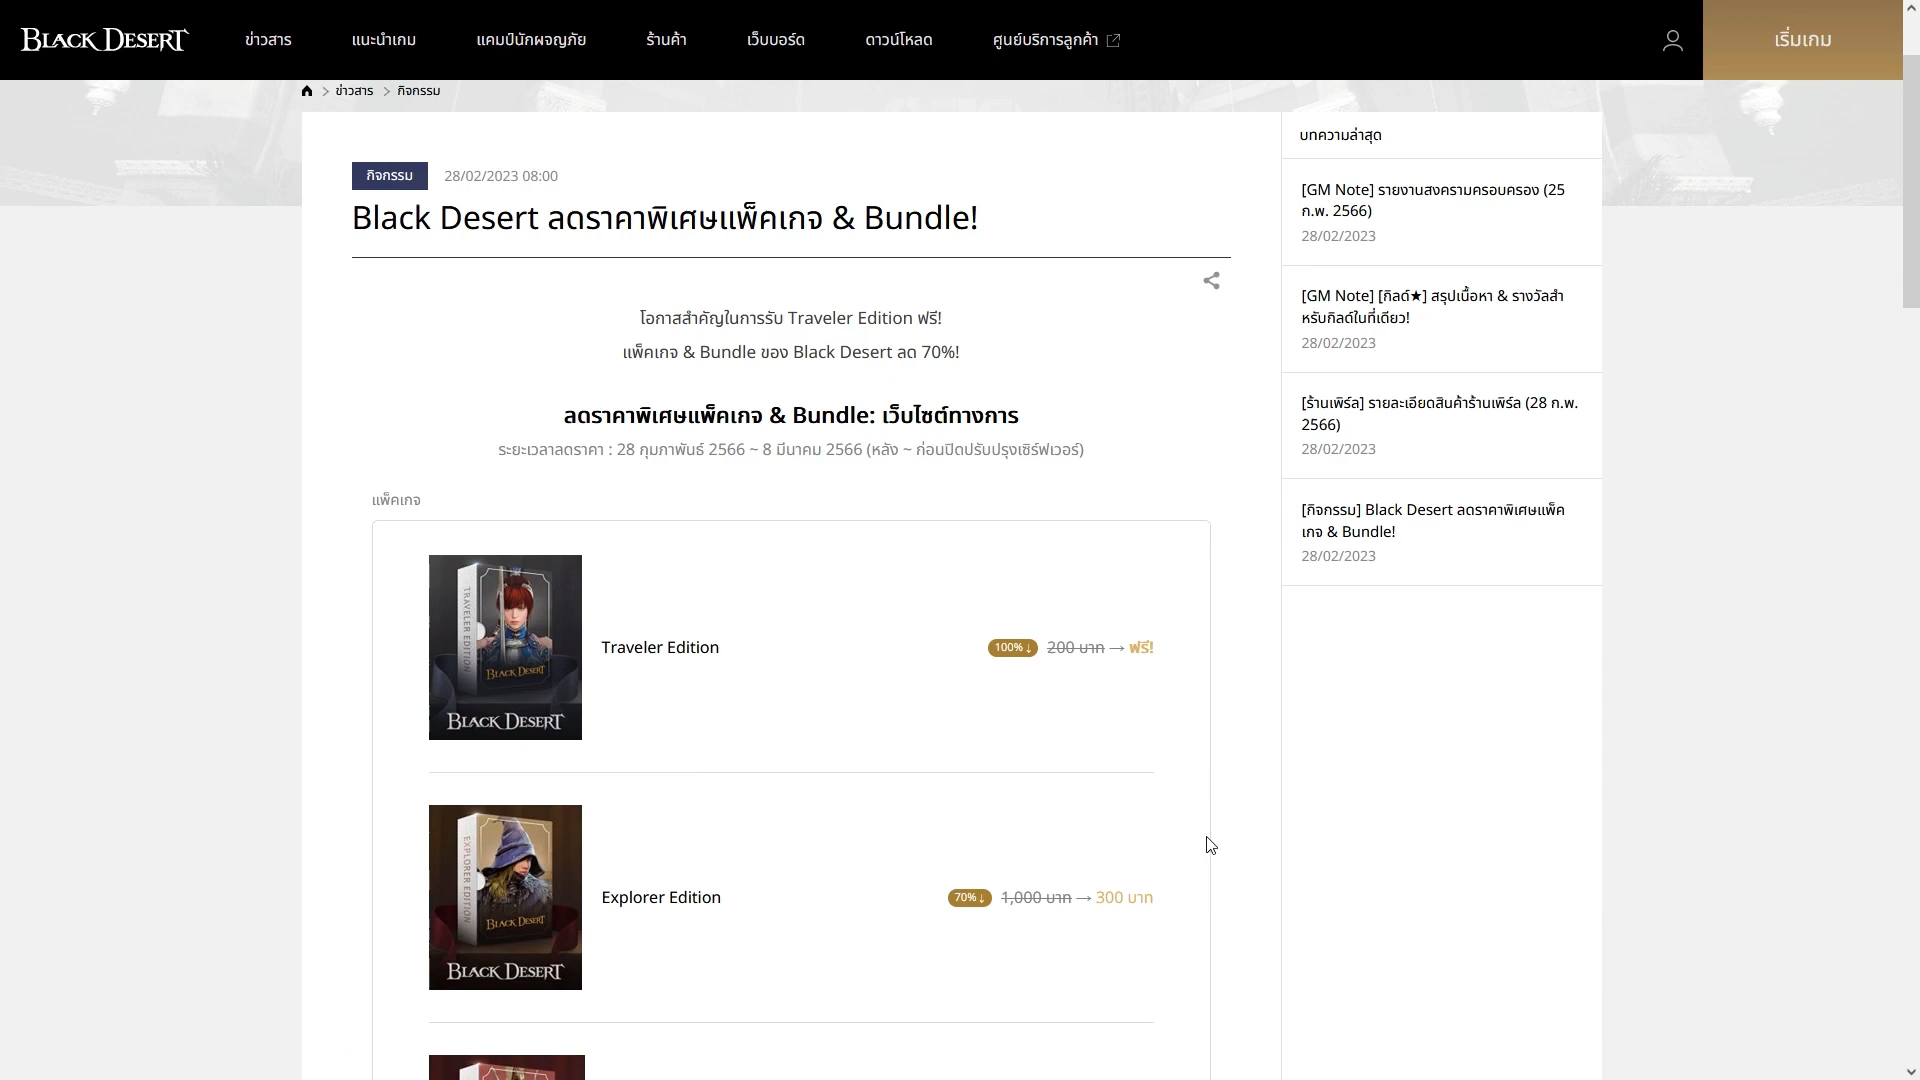 BLACK DESERT
ข่าวสาร
แนะนำเกม
แคมป์นักผจญภัย
ร้านค้า
เว็บบอร์ด
ดาวน์โหลด
ศูนย์บริการลูกค้า
เริ่มเกม
ข่าวสาร
กิจกรรม
กิจกรรม
28/02/2023 08:00
Black Desert ลดราคาพิเศษแพ็คเกจ & Bundle!
โอกาสสำคัญในการรับ Traveler Edition ฟรี!
แพ็คเกจ & Bundle ของ Black Desert ลด 70%!
ลดราคาพิเศษแพ็คเกจ & Bundle: เว็บไซต์ทางการ
ระยะเวลาลดราคา : 28 กุมภาพันธ์ 2566 ~ 8 มีนาคม 2566 (หลัง ~ ก่อนปิดปรับปรุงเซิร์ฟเวอร์)
แพ็คเกจ
TRAVELER EDITION
BLACK DESERT
BLACK DESERT
Traveler Edition
100%↓ 200 บาท → ฟรี!
EXPLORER EDITION
BLACK DESERT
BLACK DESERT
Explorer Edition
70%↓ 1,000 บาท → 300 บาท
บทความล่าสุด
[GM Note] รายงานสงครามครอบครอง (25
ก.พ. 2566)
28/02/2023
[GM Note] [กิลด์★] สรุปเนื้อหา & รางวัลสำ
หรับกิลด์ในที่เดียว!
28/02/2023
[ร้านเพิร์ล] รายละเอียดสินค้าร้านเพิร์ล (28 ก.พ.
2566)
28/02/2023
[กิจกรรม] Black Desert ลดราคาพิเศษแพ็ค
เกจ & Bundle!
28/02/2023